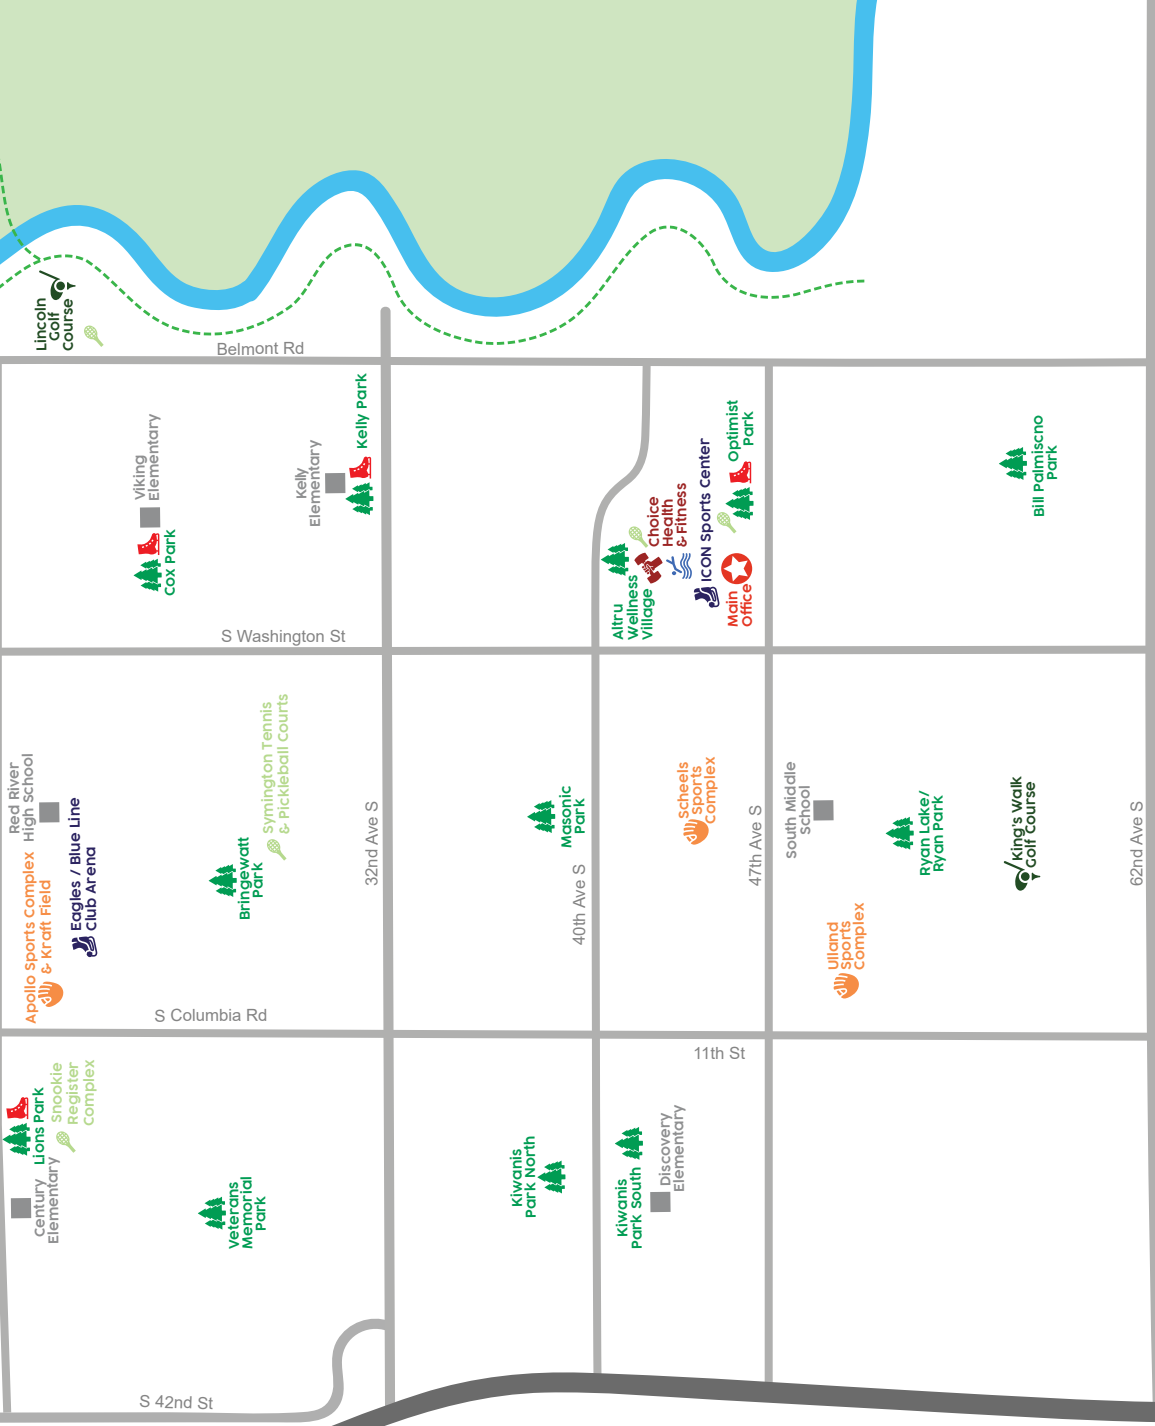 Lincoln
Golf
Course
Belmont Rd
Viking
Elementary
Cox Park
Kelly
Elementary
Kelly Park
Altru
Wellness
Village
Choice
Health
& Fitness
ICON Sports Center
Optimist
Park
Main
Office
Bill Palmiscno
Park
S Washington St
Red River
High School
Apollo Sports Complex
& Kraft Field
Eagles / Blue Line
Club Arena
Bringewatt
Park
Symington Tennis
& Pickleball Courts
32nd Ave S
Masonic
Park
40th Ave S
Scheels
Sports
Complex
47th Ave S
South Middle
School
Ulland
Sports
Complex
Ryan Lake/
Ryan Park
King's Walk
Golf Course
62nd Ave S
S Columbia Rd
11th St
Lions Park
Snookie
Register
Complex
Century
Elementary
Veterans
Memorial
Park
Kiwanis
Park North
Kiwanis
Park South
Discovery
Elementary
S 42nd St